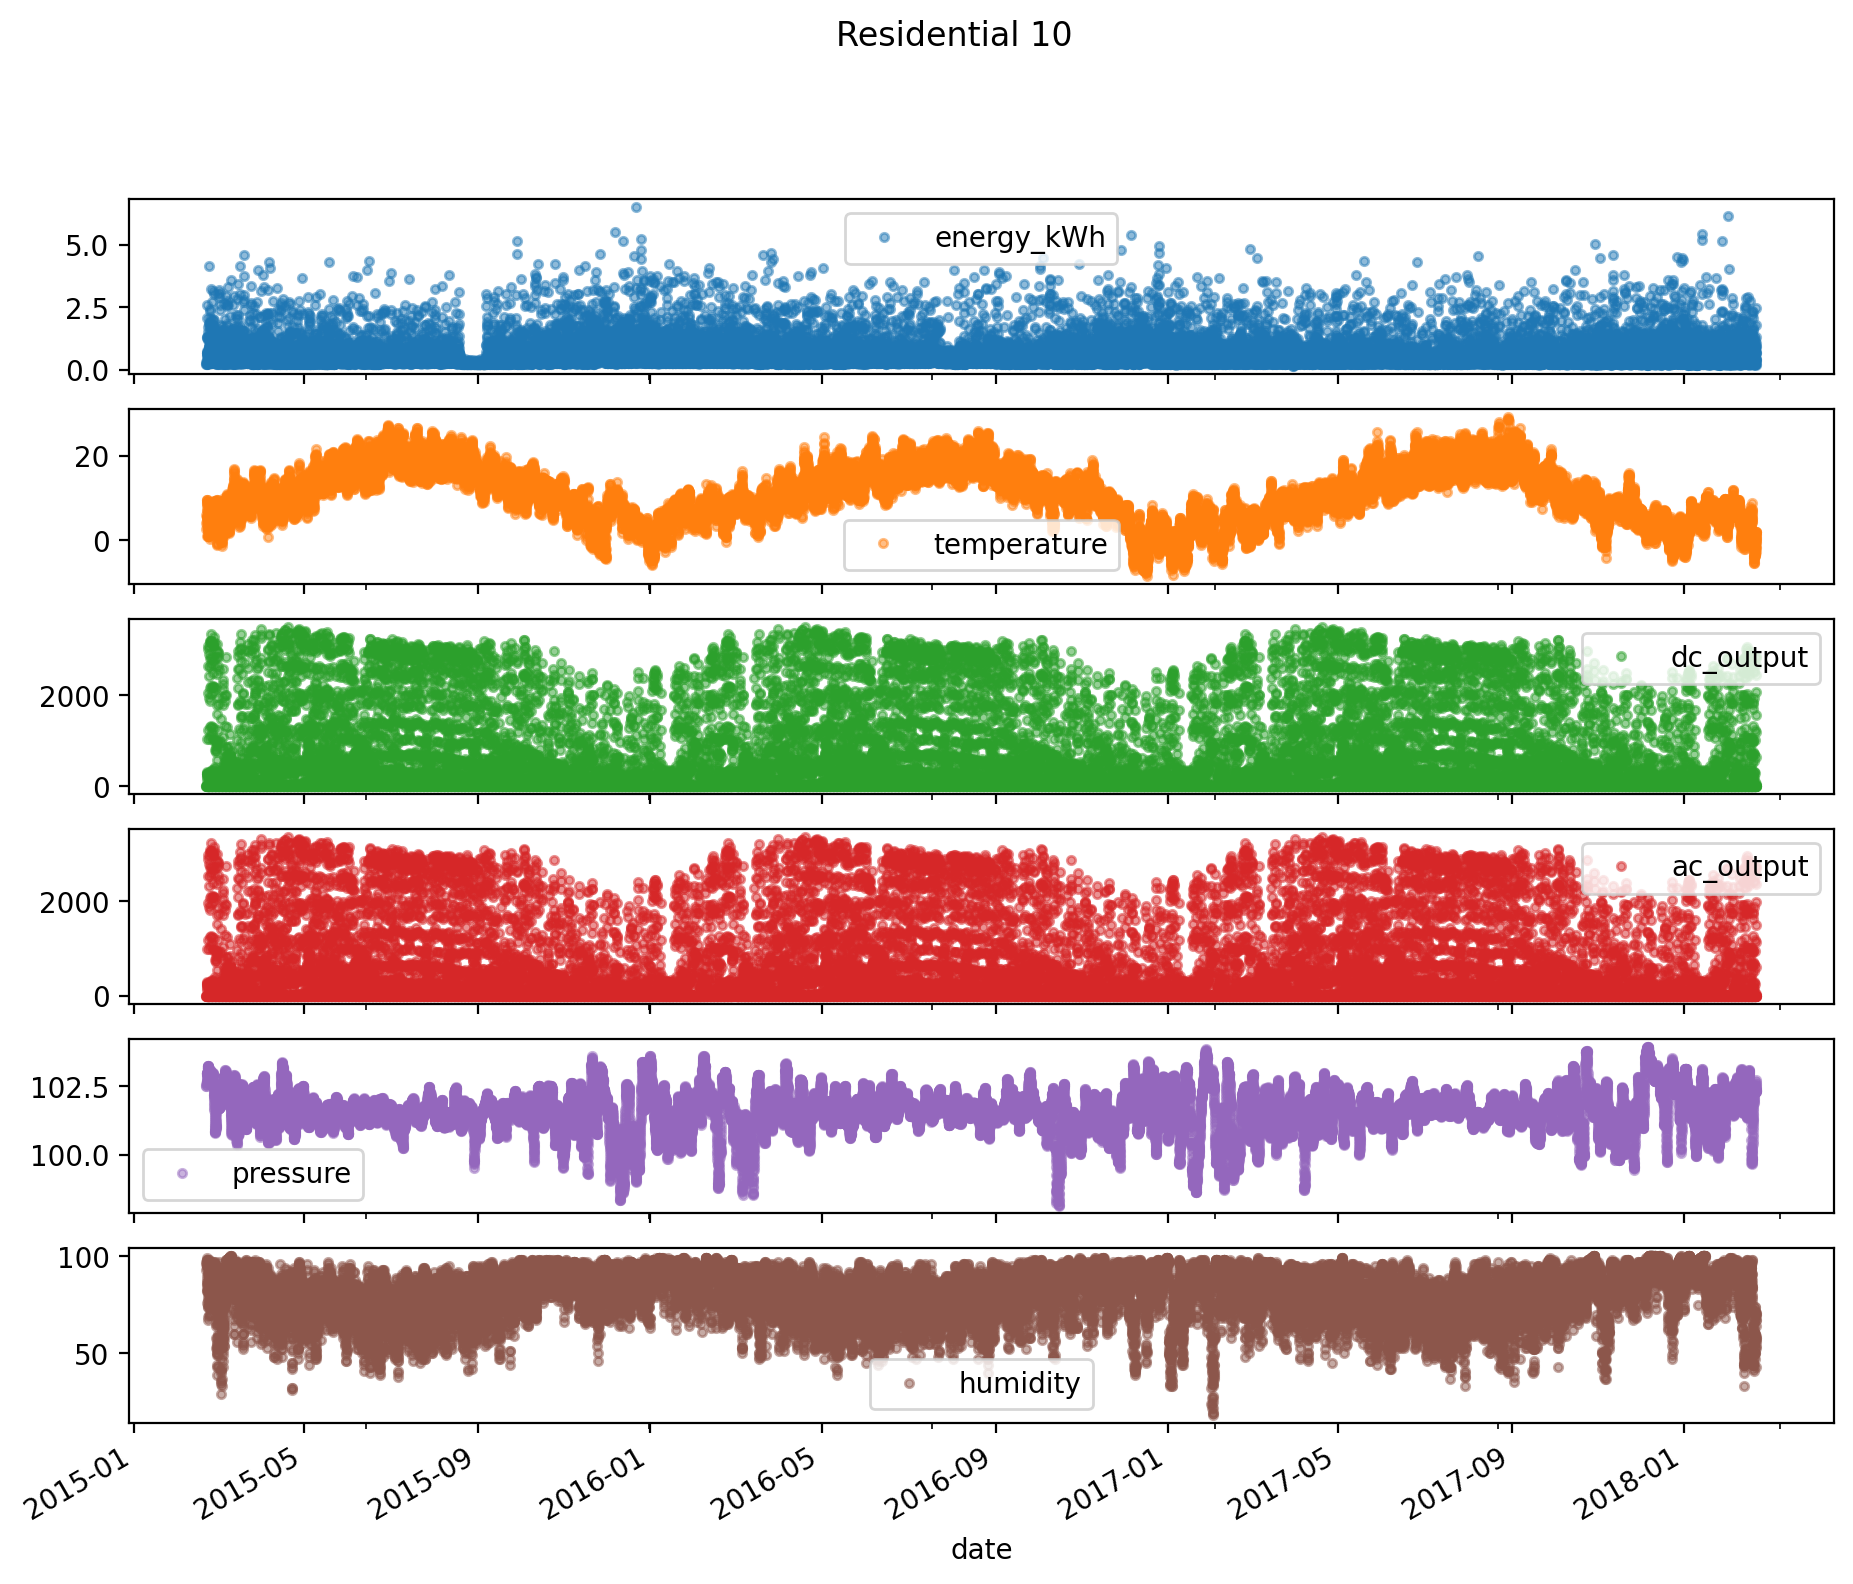 Residential 10
5.0
2.5
0.0
energy_kWh
20
0
temperature
2000
0
dc_output
2000
0
ac_output
102.5
100.0
pressure
100
50
humidity
2015-01
2015-05
2015-09
2016-01
2016-05
2016-09
2017-01
2017-05
2017-09
2018-01
date